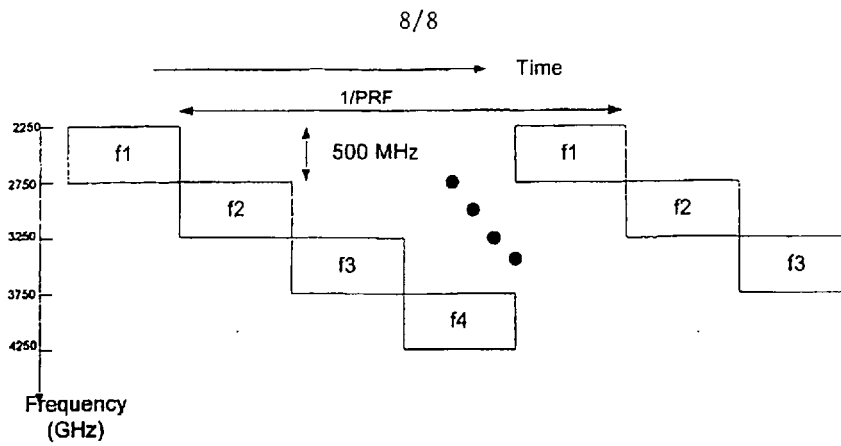 8/8
Time
1/PRF
2250
f1
500 MHz
f1
2750
f2
f2
3250
f3
f3
3750
f4
4250
Frequency
(GHz)